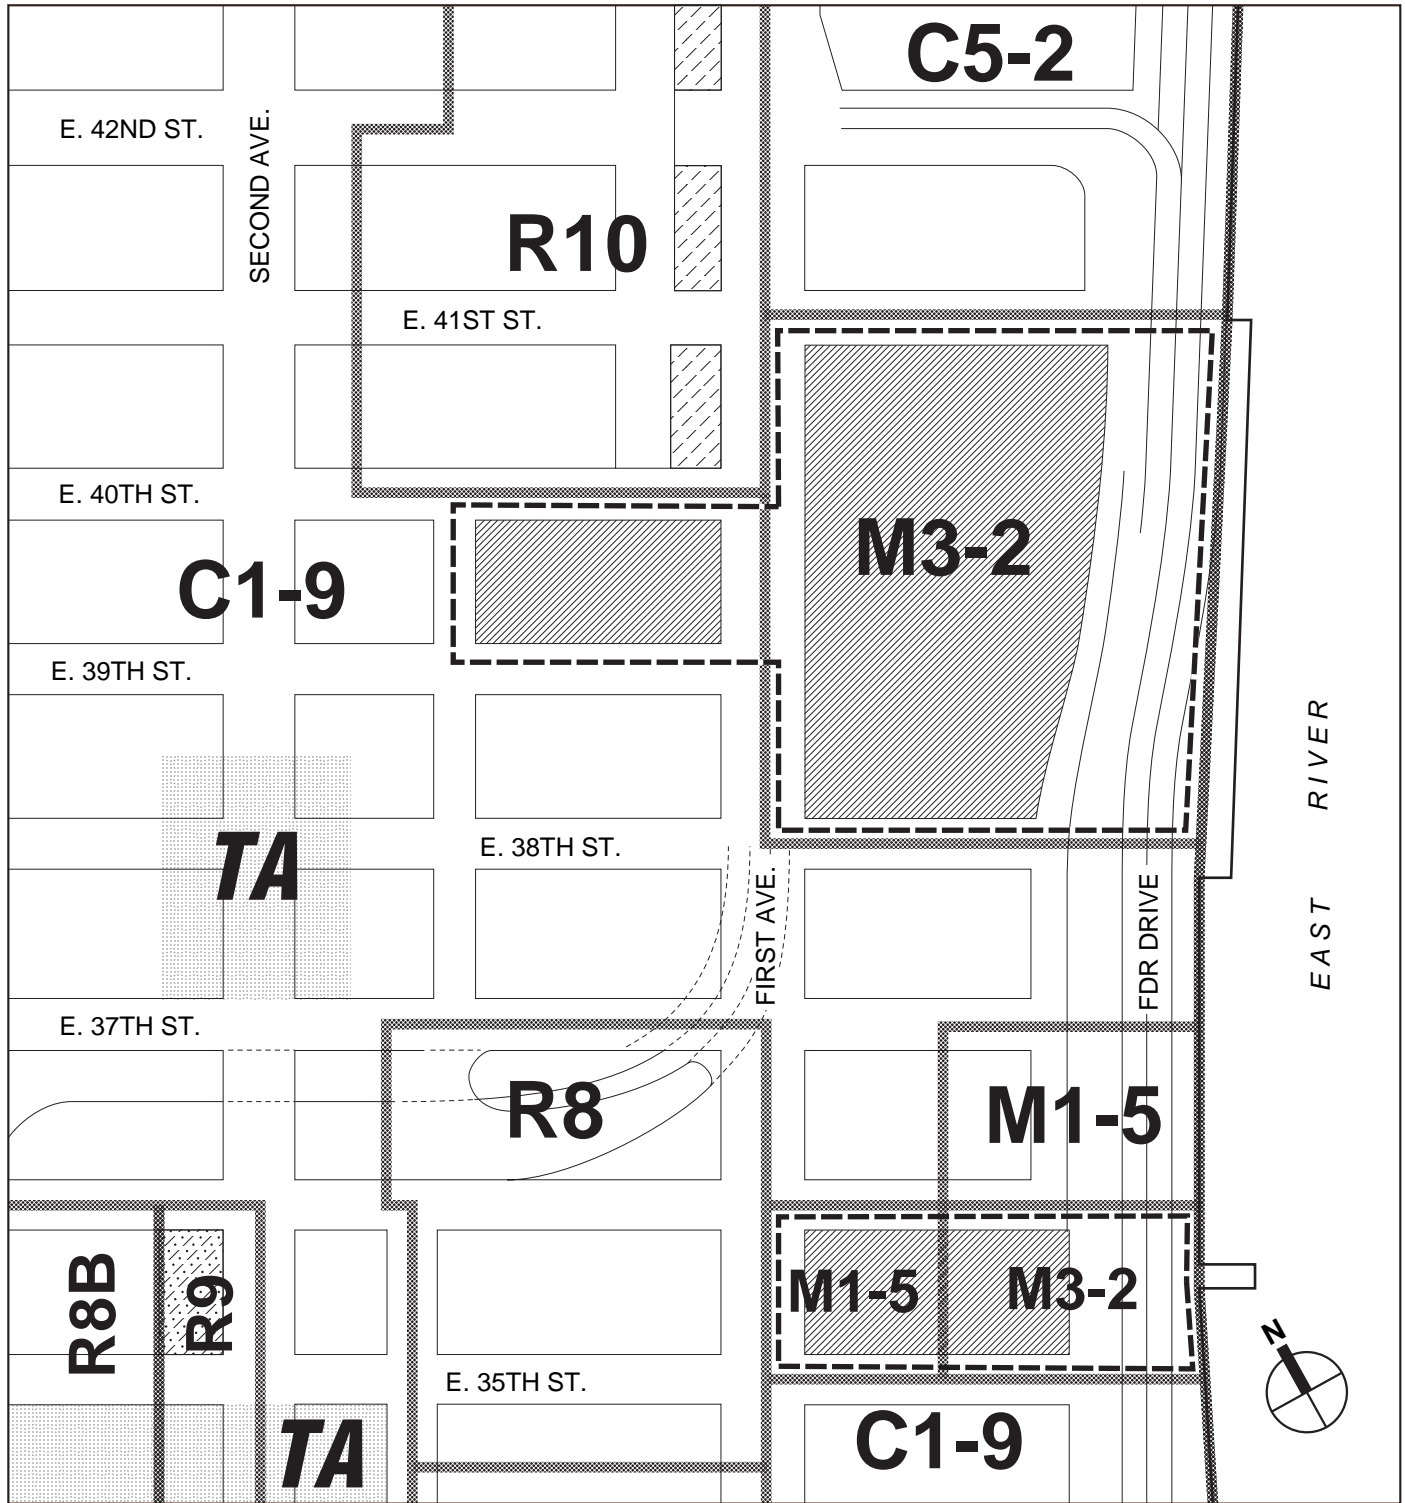 C5-2
E. 42ND ST.
SECOND AVE.
R10
E. 41ST ST.
E. 40TH ST.
M3-2
C1-9
E. 39TH ST.
EAST RIVER
TA
E. 38TH ST.
FIRST AVE.
FDR DRIVE
E. 37TH ST.
R8
M1-5
R8B
R9
M1-5
M3-2
N
E. 35TH ST.
TA
C1-9